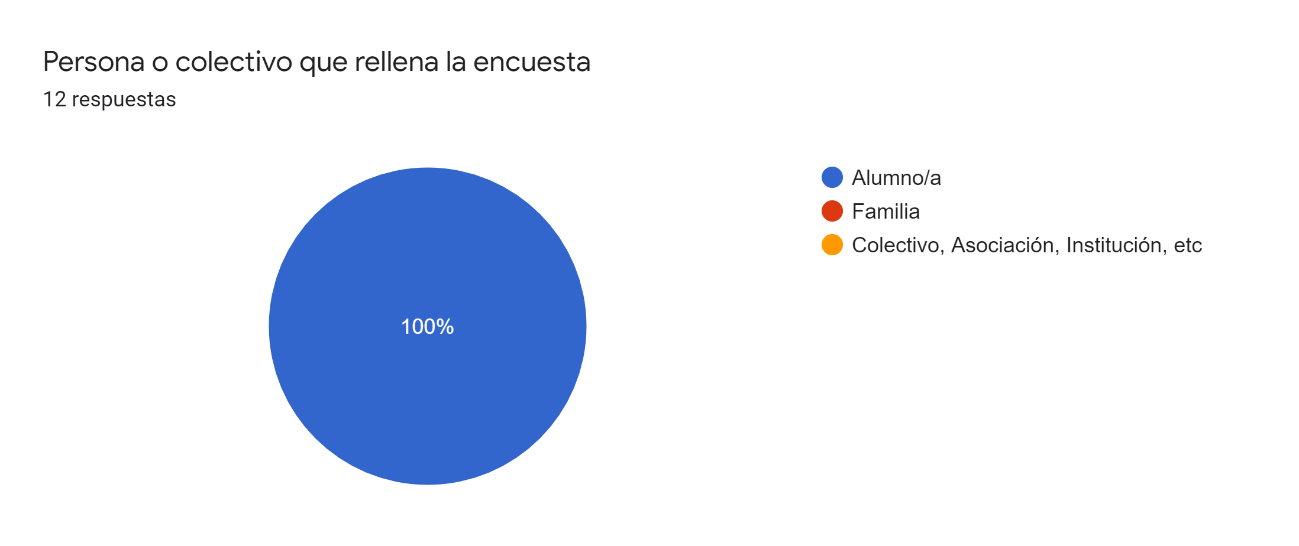 Persona o colectivo que rellena la encuesta
12 respuestas
100%
Alumno/a
Familia
Colectivo, Asociación, Institución, etc